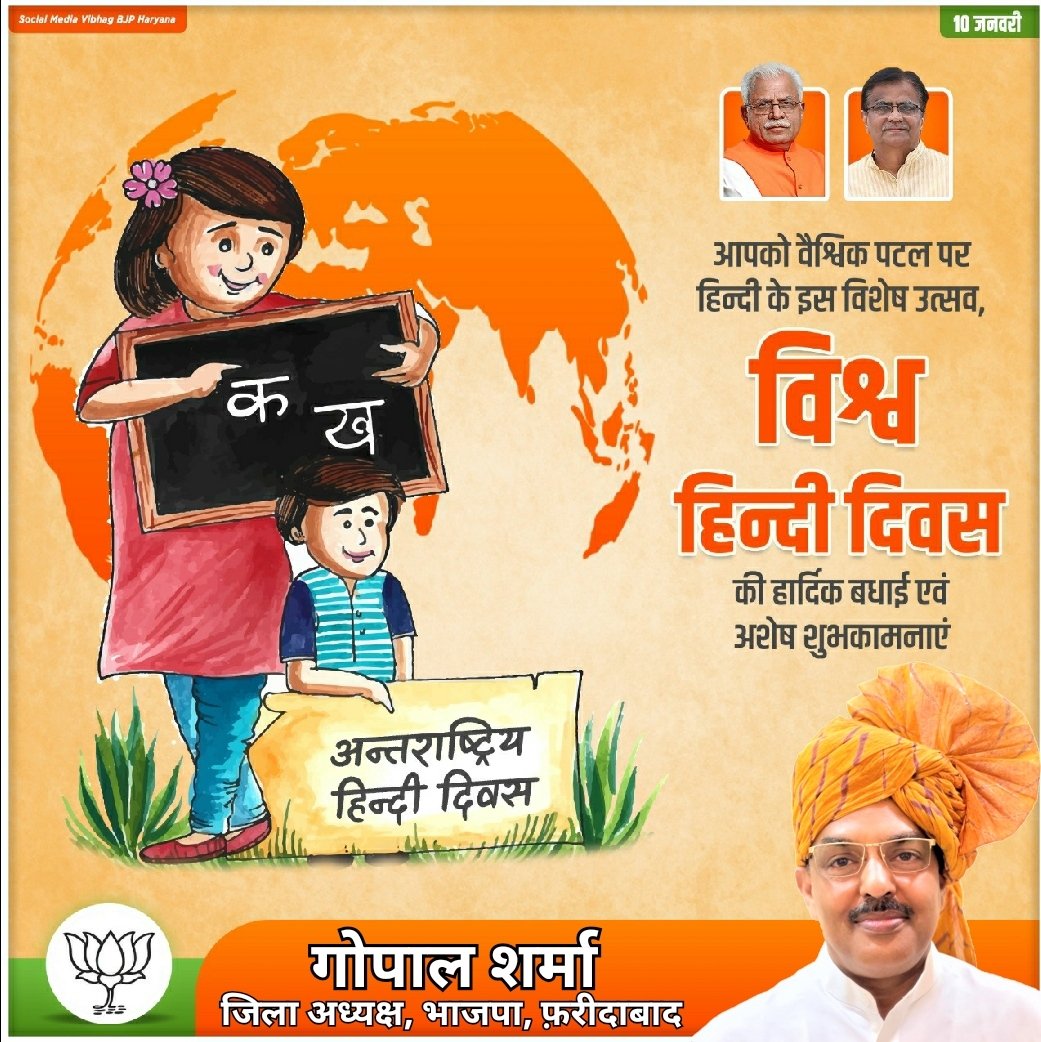 Social Media Vibhag BJP Haryana
10 जनवरी
आपको वैश्विक पटल पर
हिन्दी के इस विशेष उत्सव,
विश्व
हिन्दी दिवस
की हार्दिक बधाई एवं
अशेष शुभकामनाएं
क ख
अन्तराष्ट्रिय
हिन्दी दिवस
गोपाल शर्मा
जिला अध्यक्ष, भाजपा, फ़रीदाबाद